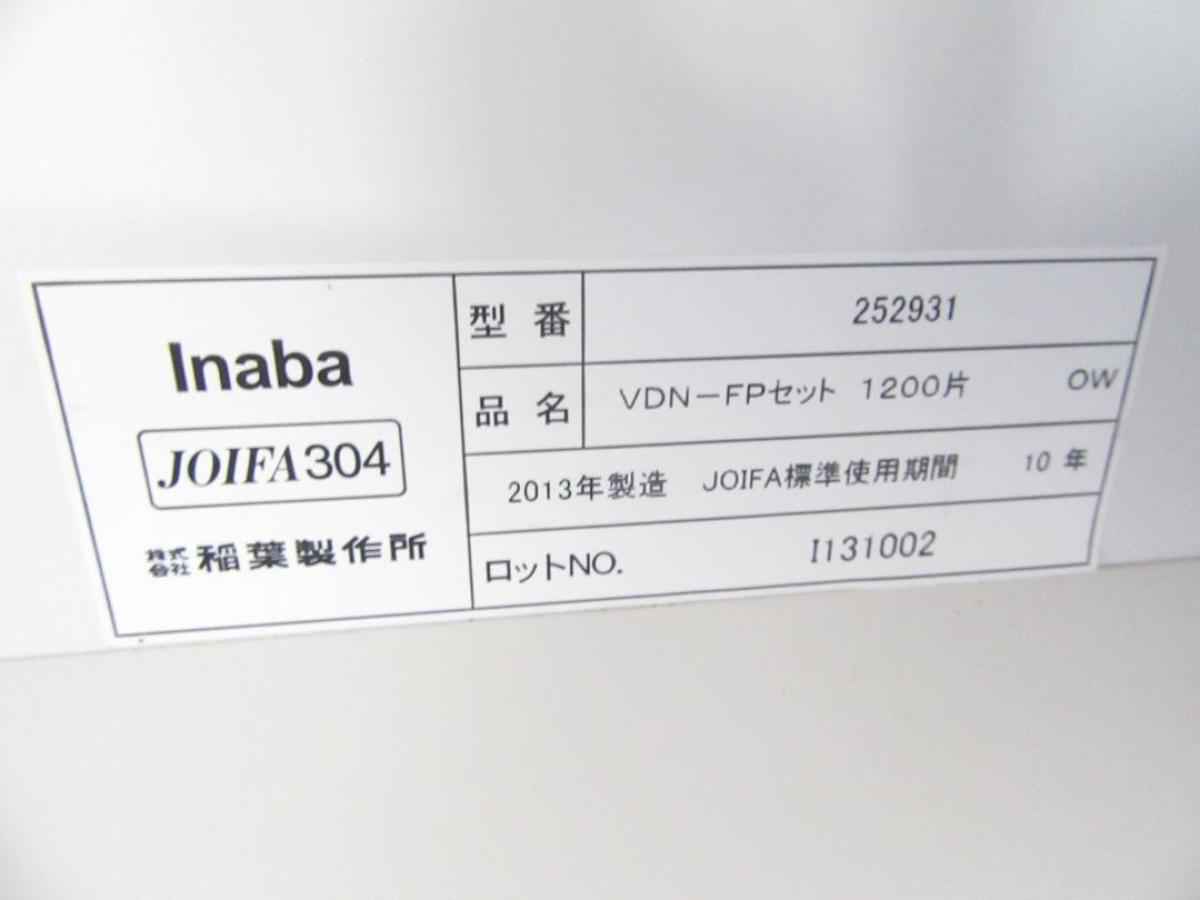 Inaba
JOIFA304
株式会社 稲葉製作所
型番 252931
品名 VDN-FPセット 1200片 OW
2013年製造 JOIFA標準使用期間 10年
ロットNO. I131002